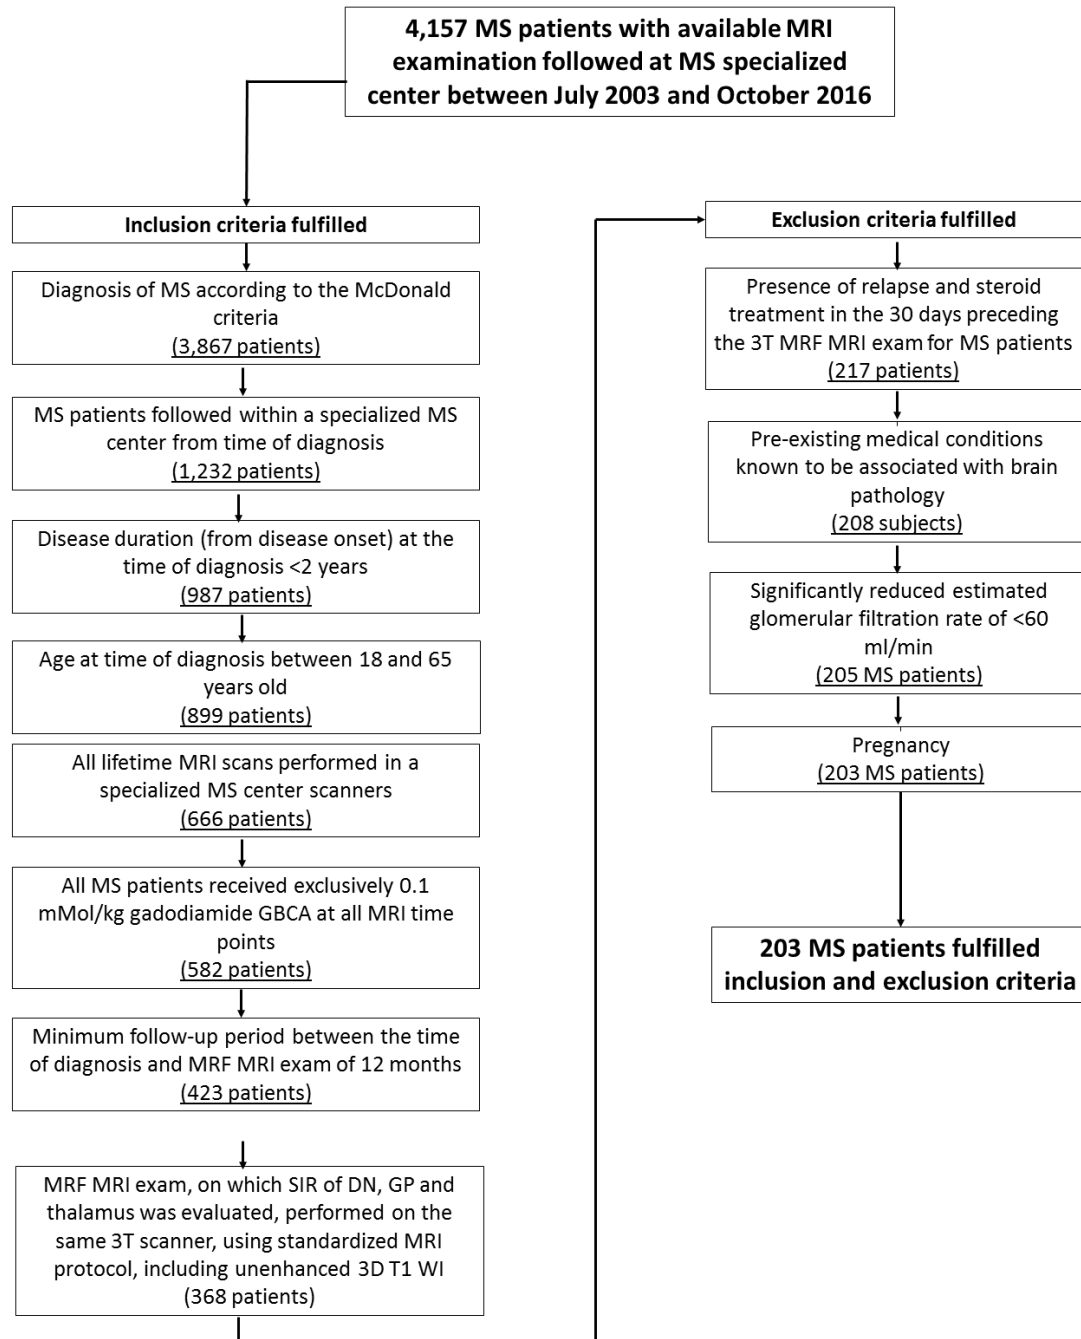 4,157 MS patients with available MRI
examination followed at MS specialized
center between July 2003 and October 2016
Inclusion criteria fulfilled
Diagnosis of MS according to the McDonald
criteria
(3,867 patients)
MS patients followed within a specialized MS
center from time of diagnosis
(1,232 patients)
Disease duration (from disease onset) at the
time of diagnosis <2 years
(987 patients)
Age at time of diagnosis between 18 and 65
years old
(899 patients)
All lifetime MRI scans performed in a
specialized MS center scanners
(666 patients)
All MS patients received exclusively 0.1
mMol/kg gadodiamide GBCA at all MRI time
points
(582 patients)
Minimum follow-up period between the time
of diagnosis and MRF MRI exam of 12 months
(423 patients)
MRF MRI exam, on which SIR of DN, GP and
thalamus was evaluated, performed on the
same 3T scanner, using standardized MRI
protocol, including unenhanced 3D T1 WI
(368 patients)
Exclusion criteria fulfilled
Presence of relapse and steroid
treatment in the 30 days preceding
the 3T MRF MRI exam for MS patients
(217 patients)
Pre-existing medical conditions
known to be associated with brain
pathology
(208 subjects)
Significantly reduced estimated
glomerular filtration rate of <60
ml/min
(205 MS patients)
Pregnancy
(203 MS patients)
203 MS patients fulfilled
inclusion and exclusion criteria